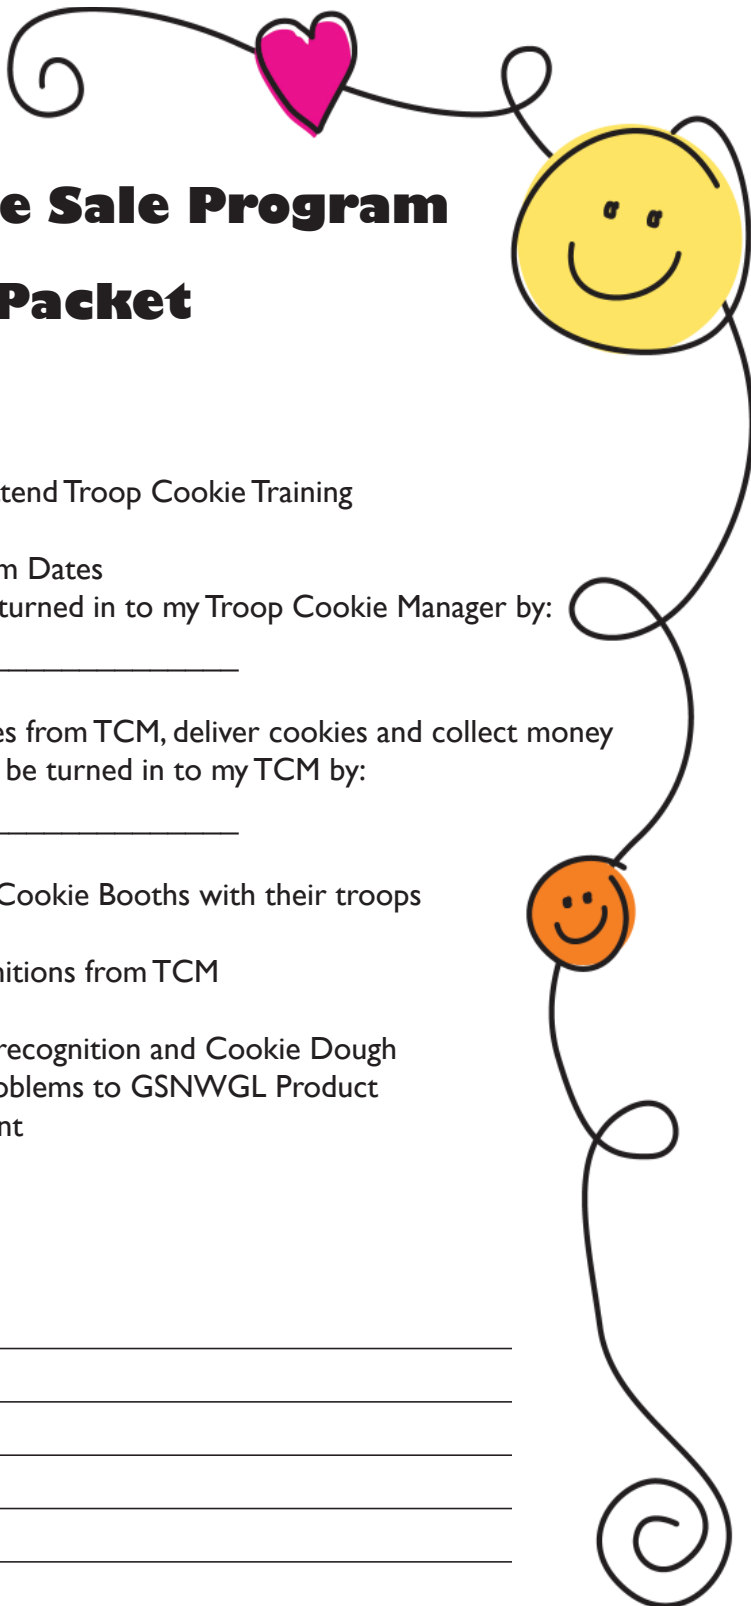 e Sale Program
Packet
tend Troop Cookie Training
m Dates
turned in to my Troop Cookie Manager by:
_______________
es from TCM, deliver cookies and collect money
be turned in to my TCM by:
_______________
Cookie Booths with their troops
nitions from TCM
recognition and Cookie Dough
oblems to GSNWGL Product
nt